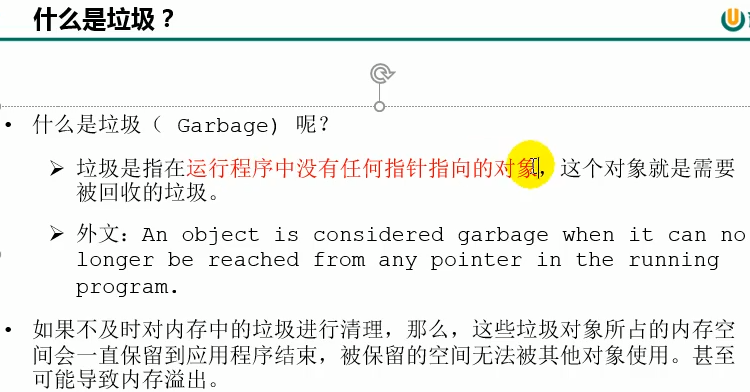 什么是垃圾？
• 什么是垃圾（ Garbage) 呢？
➢ 垃圾是指在运行程序中没有任何指针指向的对象，这个对象就是需要
被回收的垃圾。
➢ 外文：An object is considered garbage when it can no
longer be reached from any pointer in the running
program.
• 如果不及时对内存中的垃圾进行清理，那么，这些垃圾对象所占的内存空
间会一直保留到应用程序结束，被保留的空间无法被其他对象使用。甚至
可能导致内存溢出。